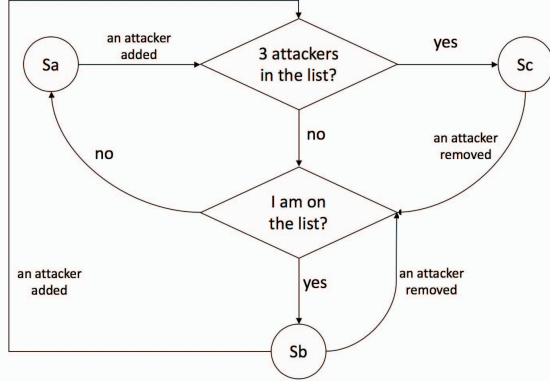 an attacker
added
Sa
3 attackers
in the list?
yes
Sc
no
no
an attacker
removed
I am on
the list?
an attacker
added
yes
an attacker
removed
Sb